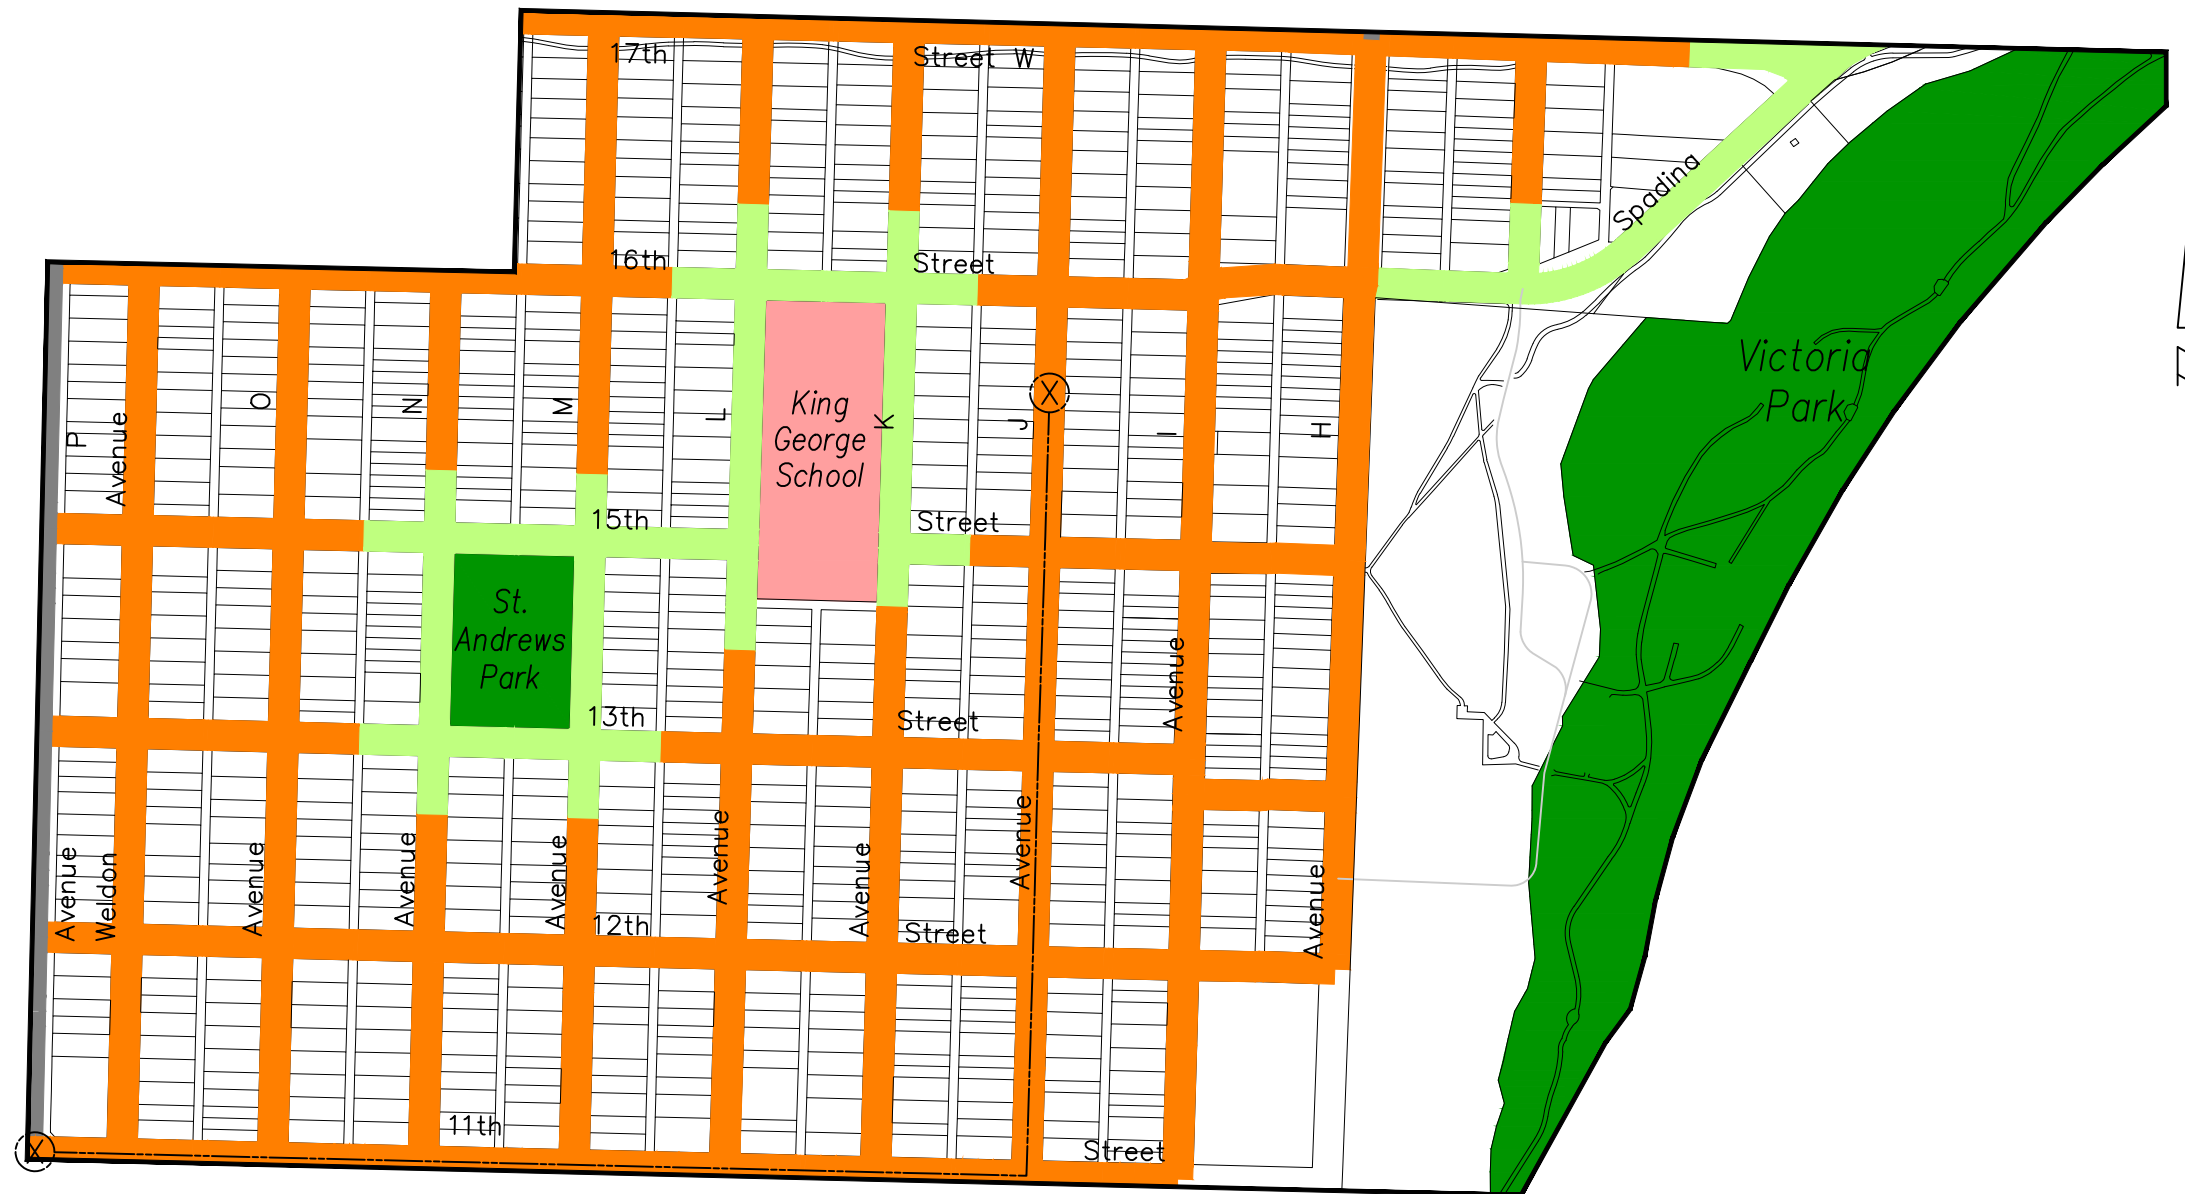 17th Street W
Spadina
16th Street
Victoria
Park
P
Avenue
O
N
M
L
King
George
School
K
J
I
H
15th Street
St.
Andrews
Park
Avenue
13th Street
Avenue
Weldon
Avenue
Avenue
Avenue
Avenue
Avenue
Avenue
Avenue
12th Street
11th Street
X
X